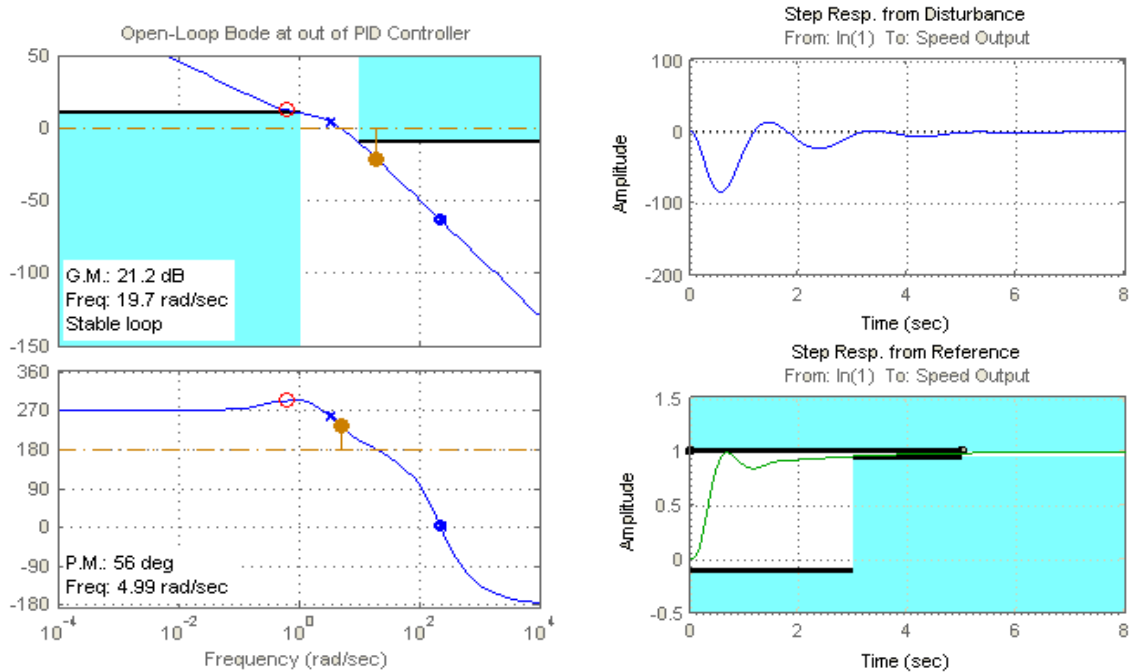 Open-Loop Bode at out of PID Controller
50
0
-50
-100
-150
G.M.: 21.2 dB
Freq: 19.7 rad/sec
Stable loop
360
270
180
90
0
-90
-180
P.M.: 56 deg
Freq: 4.99 rad/sec
10^-4
10^-2
10^0
10^2
10^4
Frequency (rad/sec)
Step Resp. from Disturbance
From: In(1) To: Speed Output
100
0
-100
-200
Amplitude
0
2
4
6
8
Time (sec)
Step Resp. from Reference
From: In(1) To: Speed Output
1.5
1
0.5
0
-0.5
Amplitude
0
2
4
6
8
Time (sec)